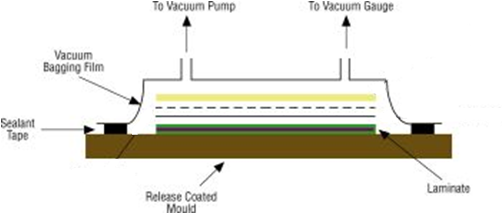 To Vacuum Pump
To Vacuum Gauge
Vacuum
Bagging Film
Sealant
Tape
Release Coated
Mould
Laminate